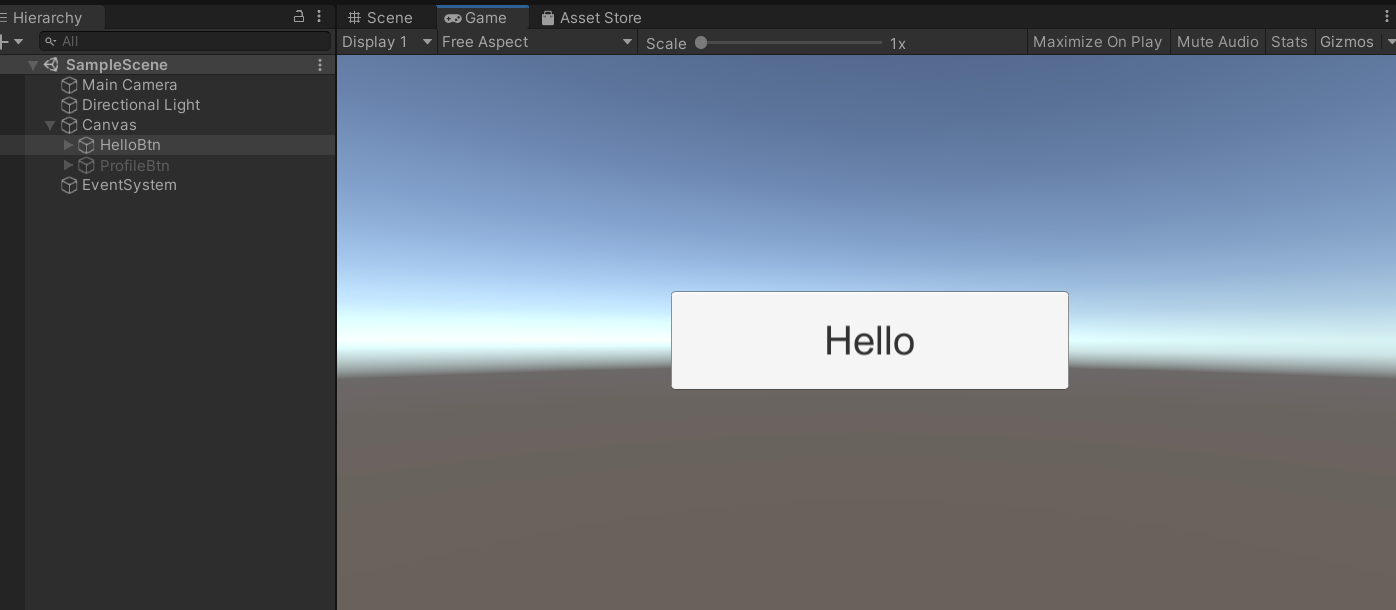 Hierarchy
All
SampleScene
Main Camera
Directional Light
Canvas
HelloBtn
ProfileBtn
EventSystem
Scene Game Asset Store
Display 1 Free Aspect Scale 1x Maximize On Play Mute Audio Stats Gizmos
Hello